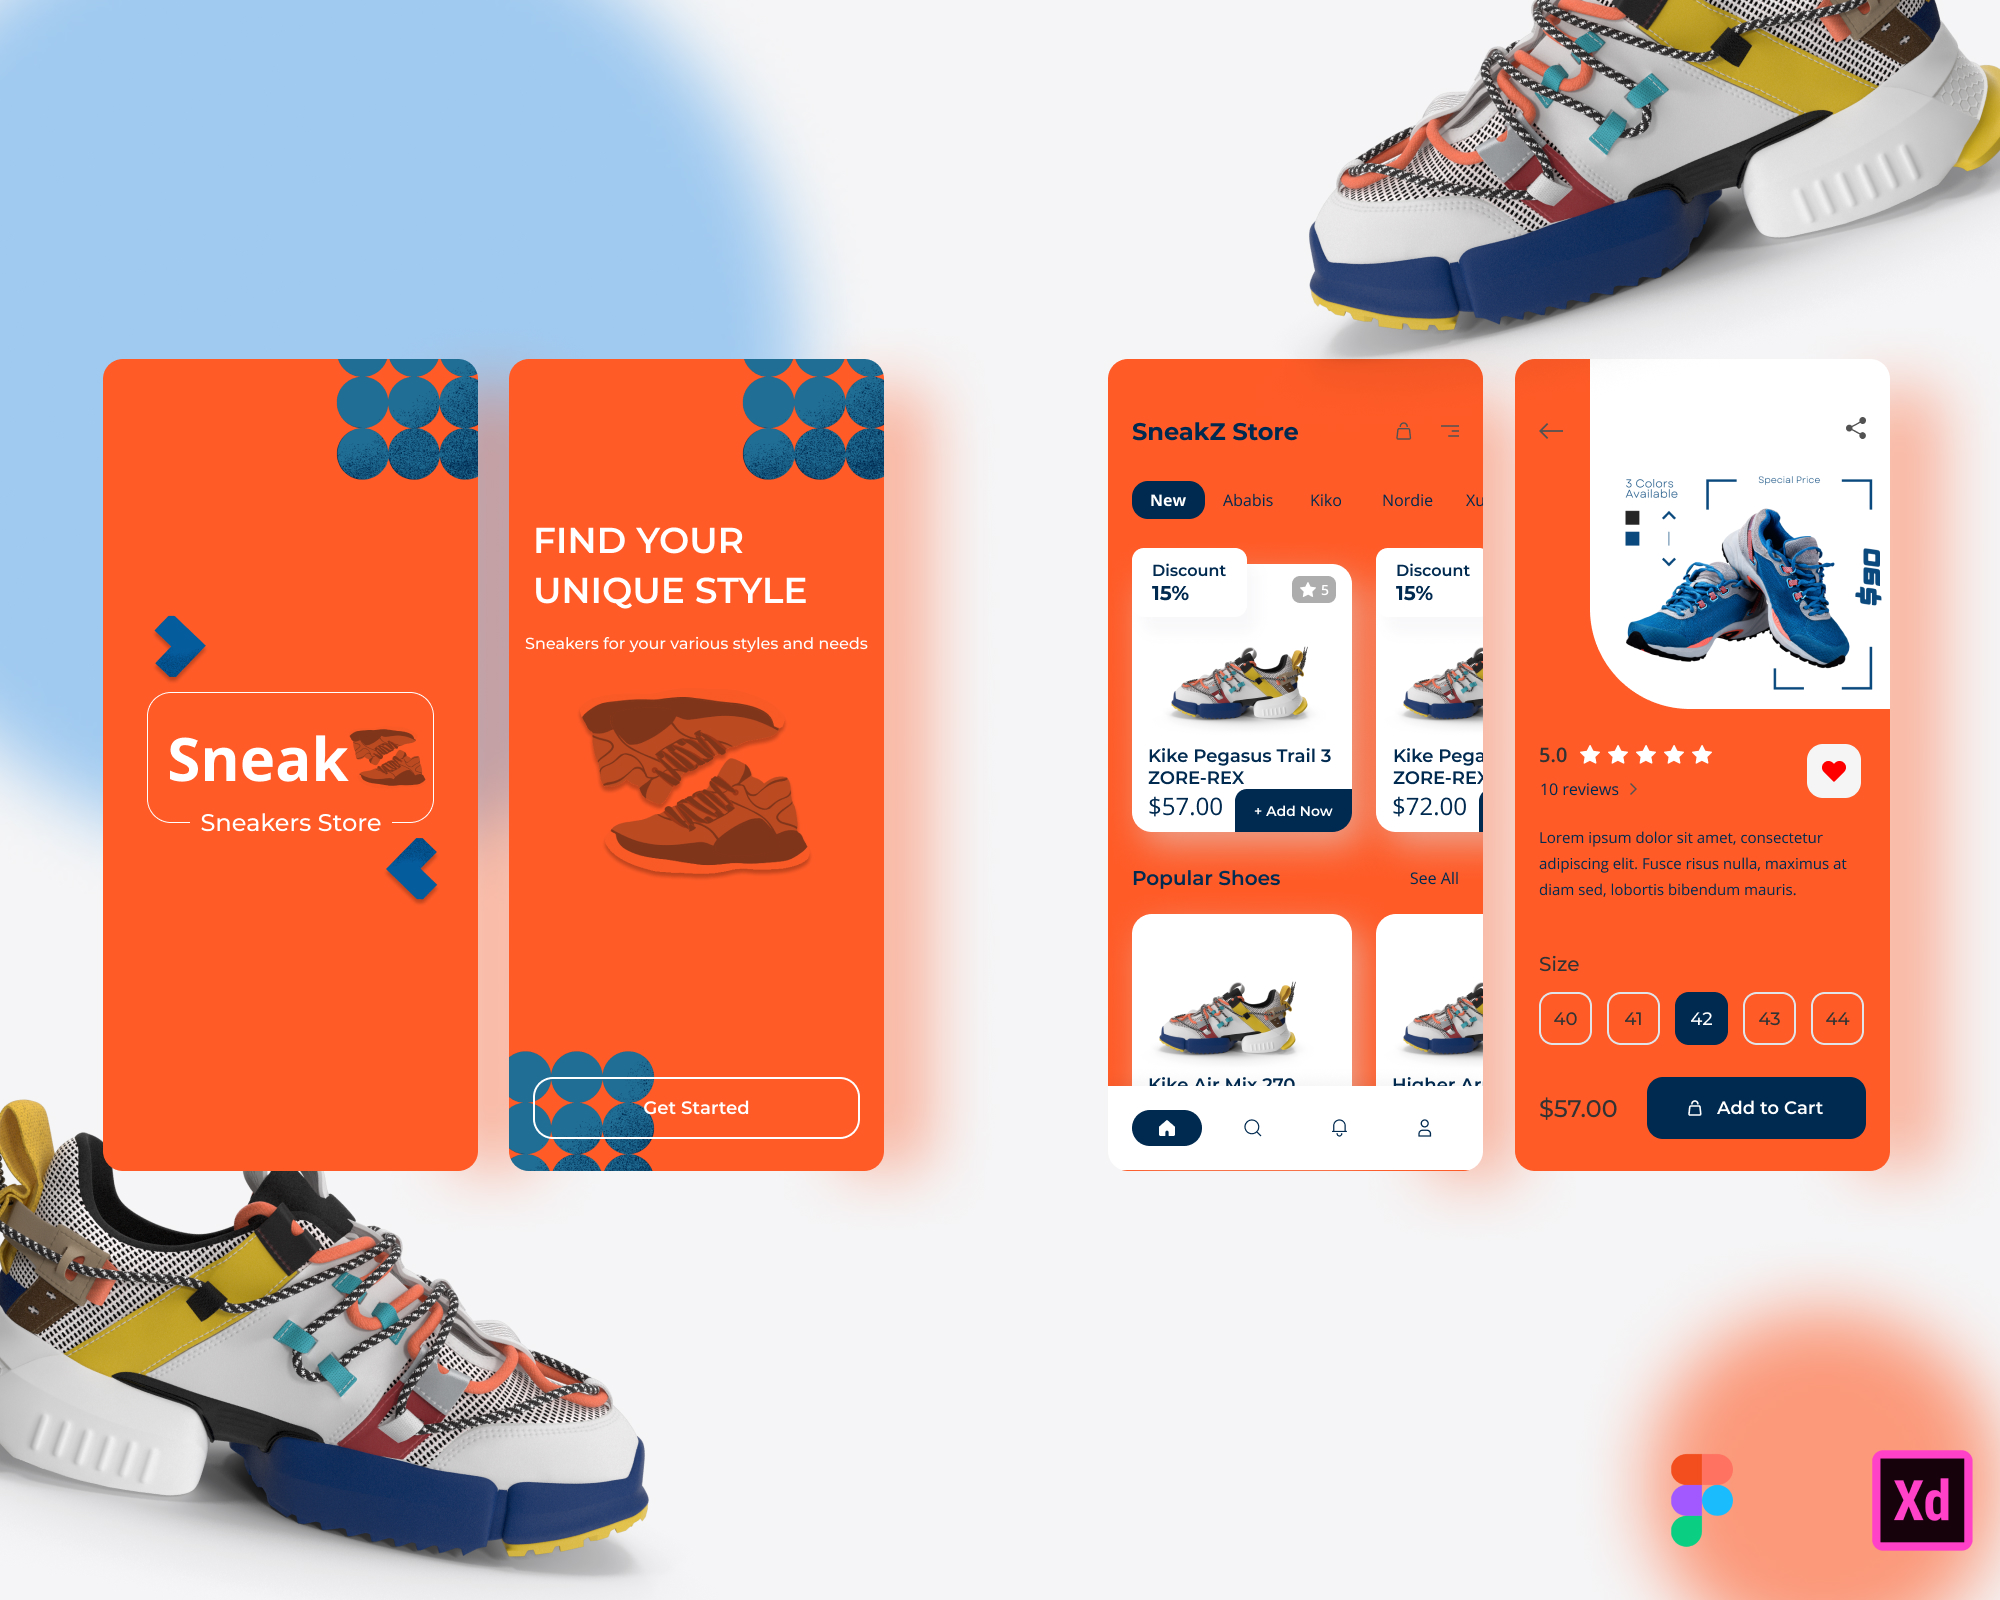 Sneak
Sneakers Store
FIND YOUR
UNIQUE STYLE
Sneakers for your various styles and needs
Get Started
SneakZ Store
New
Ababis
Kiko
Nordie
Xu
Discount
15%
5
Kike Pegasus Trail 3
ZORE-REX
$57.00
+ Add Now
Discount
15%
Kike Pega
ZORE-REX
$72.00
Popular Shoes
See All
Kike Air Mix 270
Higher Ar
3 Colors
Available
Special Price
$90
5.0
10 reviews
Lorem ipsum dolor sit amet, consectetur
adipiscing elit. Fusce risus nulla, maximus at
diam sed, lobortis bibendum mauris.
Size
40
41
42
43
44
$57.00
Add to Cart
Xd